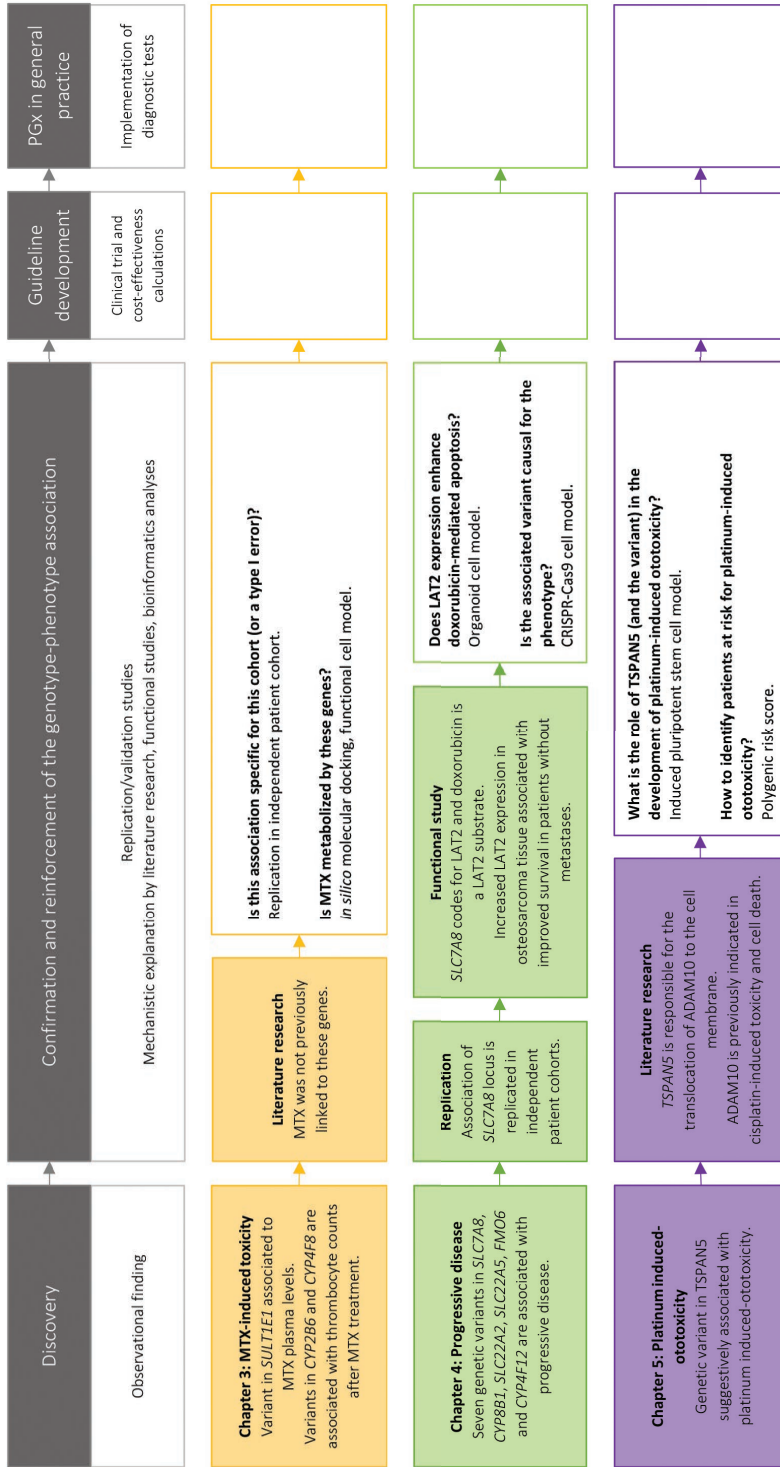 Discovery
Observational finding
Confirmation and reinforcement of the genotype-phenotype association
Replication/validation studies
Mechanistic explanation by literature research, functional studies, bioinformatics analyses
Guideline
development
Clinical trial and
cost-effectiveness
calculations
PGx in general
practice
Implementation of
diagnostic tests
Chapter 3: MTX-induced toxicity
Variant in SULT1E1 associated to
MTX plasma levels.
Variants in CYP2B6 and CYP4F8 are
associated with thrombocyte counts
after MTX treatment.
Literature research
MTX was not previously
linked to these genes.
Is this association specific for this cohort (or a type I error)?
Replication in independent patient cohort.
Is MTX metabolized by these genes?
in silico molecular docking, functional cell model.
Chapter 4: Progressive disease
Seven genetic variants in SLC7A8,
CYP8B1, SLC22A2, SLC22A5, FMO6
and CYP4F12 are associated with
progressive disease.
Replication
Association of
SLC7A8 locus is
replicated in
independent
patient cohorts.
Functional study
SLC7A8 codes for LAT2 and doxorubicin is
a LAT2 substrate.
Increased LAT2 expression in
osteosarcoma tissue associated with
improved survival in patients without
metastases.
Does LAT2 expression enhance
doxorubicin-mediated apoptosis?
Organoid cell model.
Is the associated variant causal for the
phenotype?
CRISPR-Cas9 cell model.
Chapter 5: Platinum induced-
ototoxicity
Genetic variant in TSPAN5
suggestively associated with
platinum induced-ototoxicity.
Literature research
TSPAN5 is responsible for the
translocation of ADAM10 to the cell
membrane.
ADAM10 is previously indicated in
cisplatin-induced toxicity and cell death.
What is the role of TSPAN5 (and the variant) in the
development of platinum-induced ototoxicity?
Induced pluripotent stem cell model.
How to identify patients at risk for platinum-induced
ototoxicity?
Polygenic risk score.